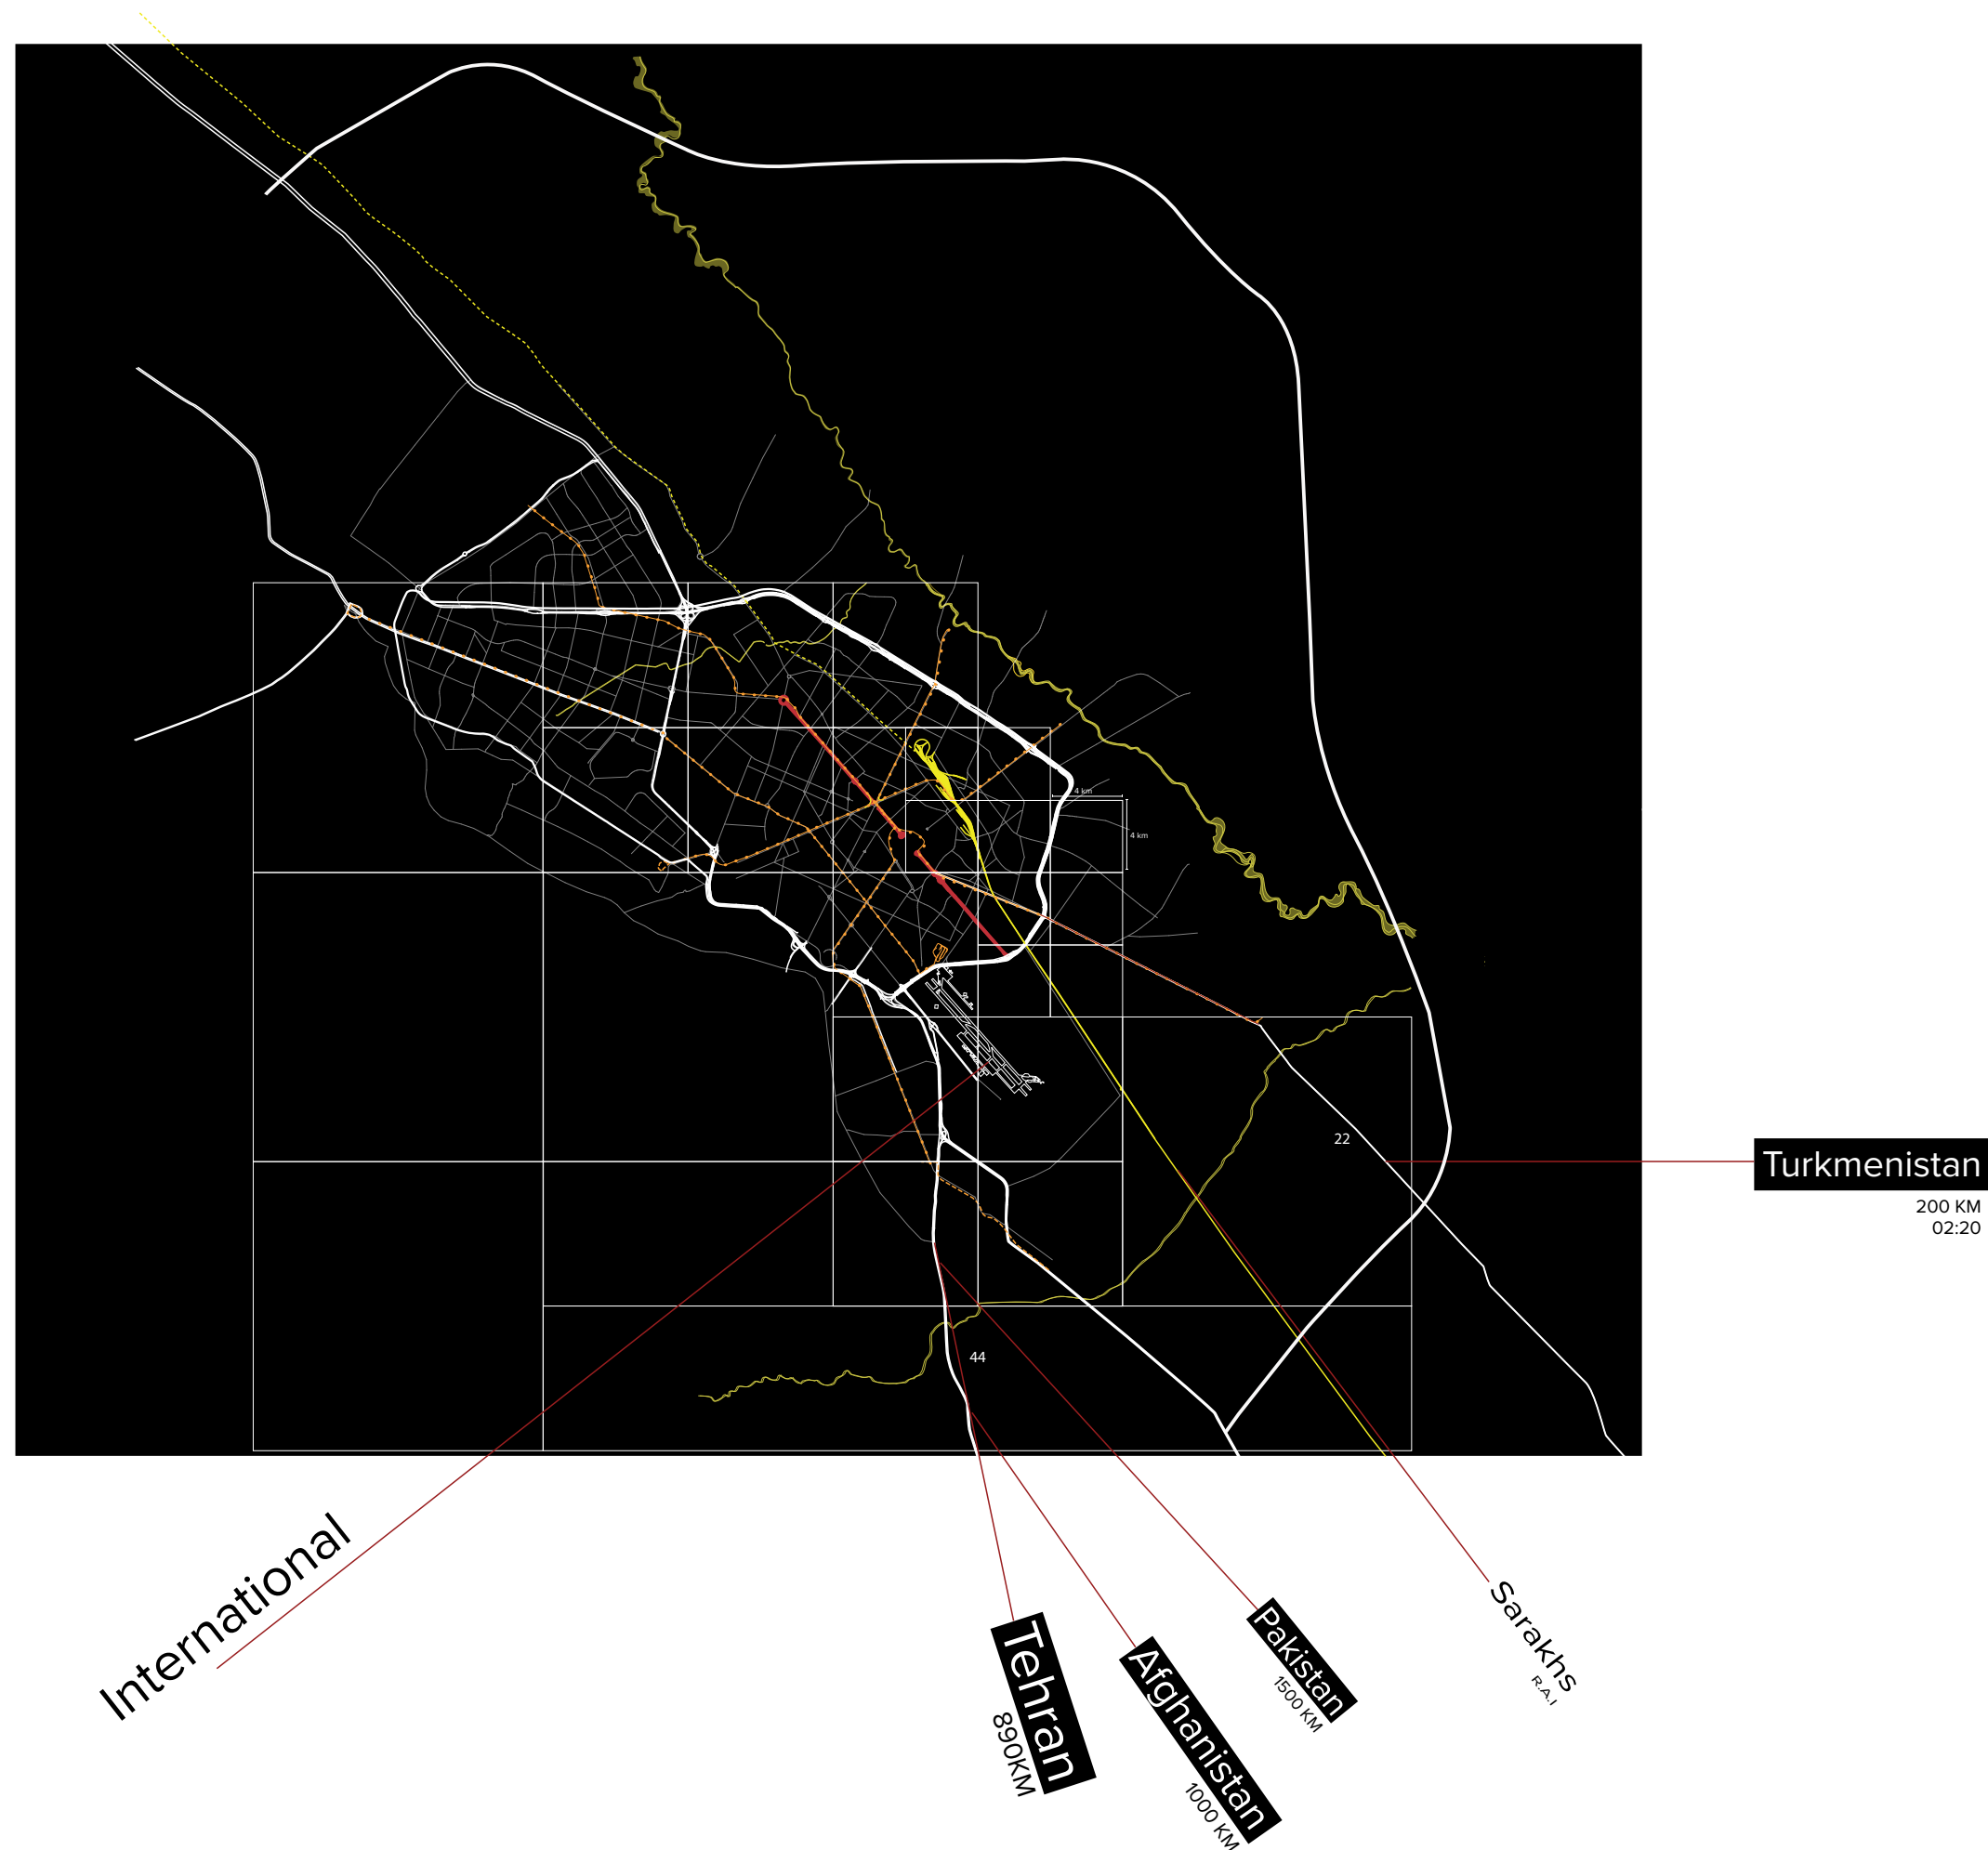 4 km
4 km
22
Turkmenistan
200 KM
02:20
44
International
Tehran
890KM
Afghanistan
1000 KM
Pakistan
1500 KM
Sarakhs
R.A.I